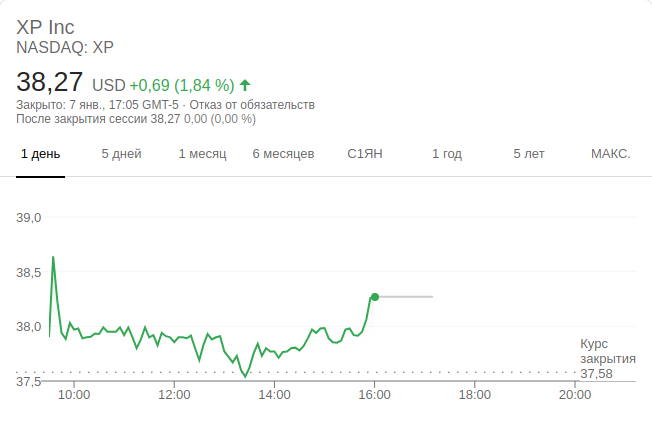 XP Inc
NASDAQ: XP
38,27 USD +0,69 (1,84 %)
Закрыто: 7 янв., 17:05 GMT-5 · Отказ от обязательств
После закрытия сессии 38,27 0,00 (0,00 %)
1 день 5 дней 1 месяц 6 месяцев С1ЯН 1 год 5 лет МАКС.
39,0
38,5
38,0
Курс
закрытия
37,58
37,5
10:00 12:00 14:00 16:00 18:00 20:00